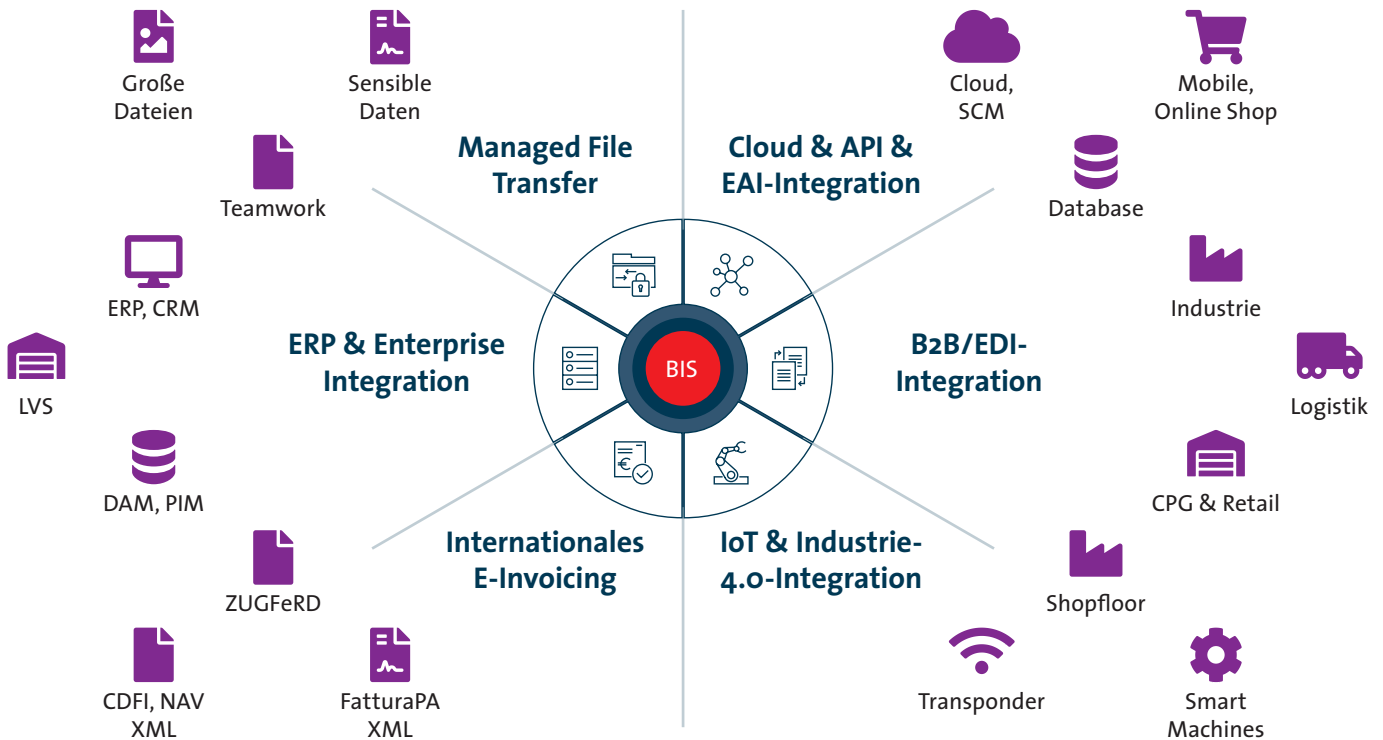 Große
Dateien
Sensible
Daten
Teamwork
Managed File
Transfer
Cloud & API &
EAI-Integration
Cloud,
SCM
Mobile,
Online Shop
Database
ERP, CRM
LVS
DAM, PIM
ERP & Enterprise
Integration
BIS
B2B/EDI-
Integration
Industrie
Logistik
CPG & Retail
Internationales
E-Invoicing
ZUGFeRD
CDFI, NAV
XML
FatturaPA
XML
IoT & Industrie-
4.0-Integration
Shopfloor
Transponder
Smart
Machines